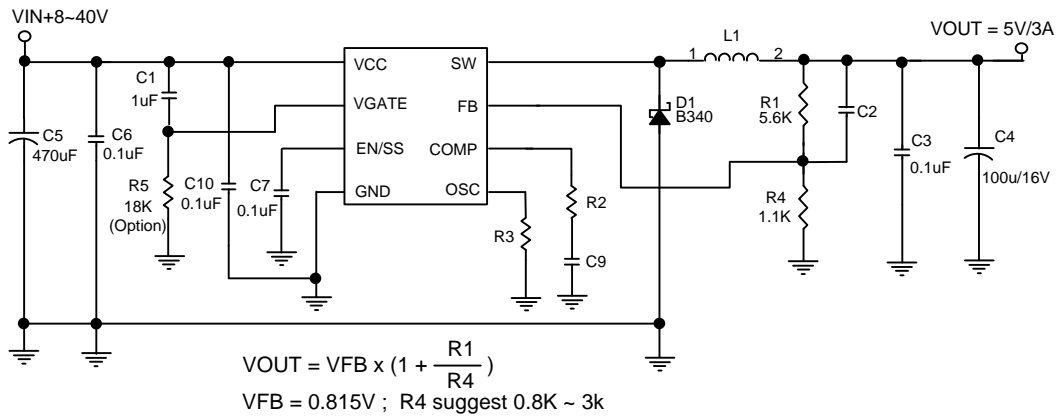 VIN+8~40V
VOUT = 5V/3A
L1
1
2
VCC
SW
VGATE
FB
EN/SS
COMP
GND
OSC
C1
1uF
C5
470uF
C6
0.1uF
R5
18K
(Option)
C10
0.1uF
C7
0.1uF
R3
R2
C9
D1
B340
R1
5.6K
C2
R4
1.1K
C3
0.1uF
C4
100u/16V
VOUT = VFB x (1 + R1/R4)
VFB = 0.815V ; R4 suggest 0.8K ~ 3k